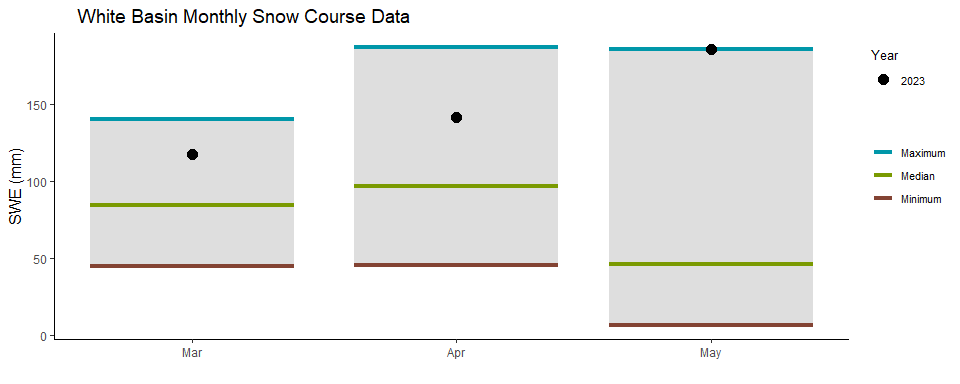 White Basin Monthly Snow Course Data
SWE (mm)
150
100
50
0
Mar
Apr
May
Year
2023
Maximum
Median
Minimum